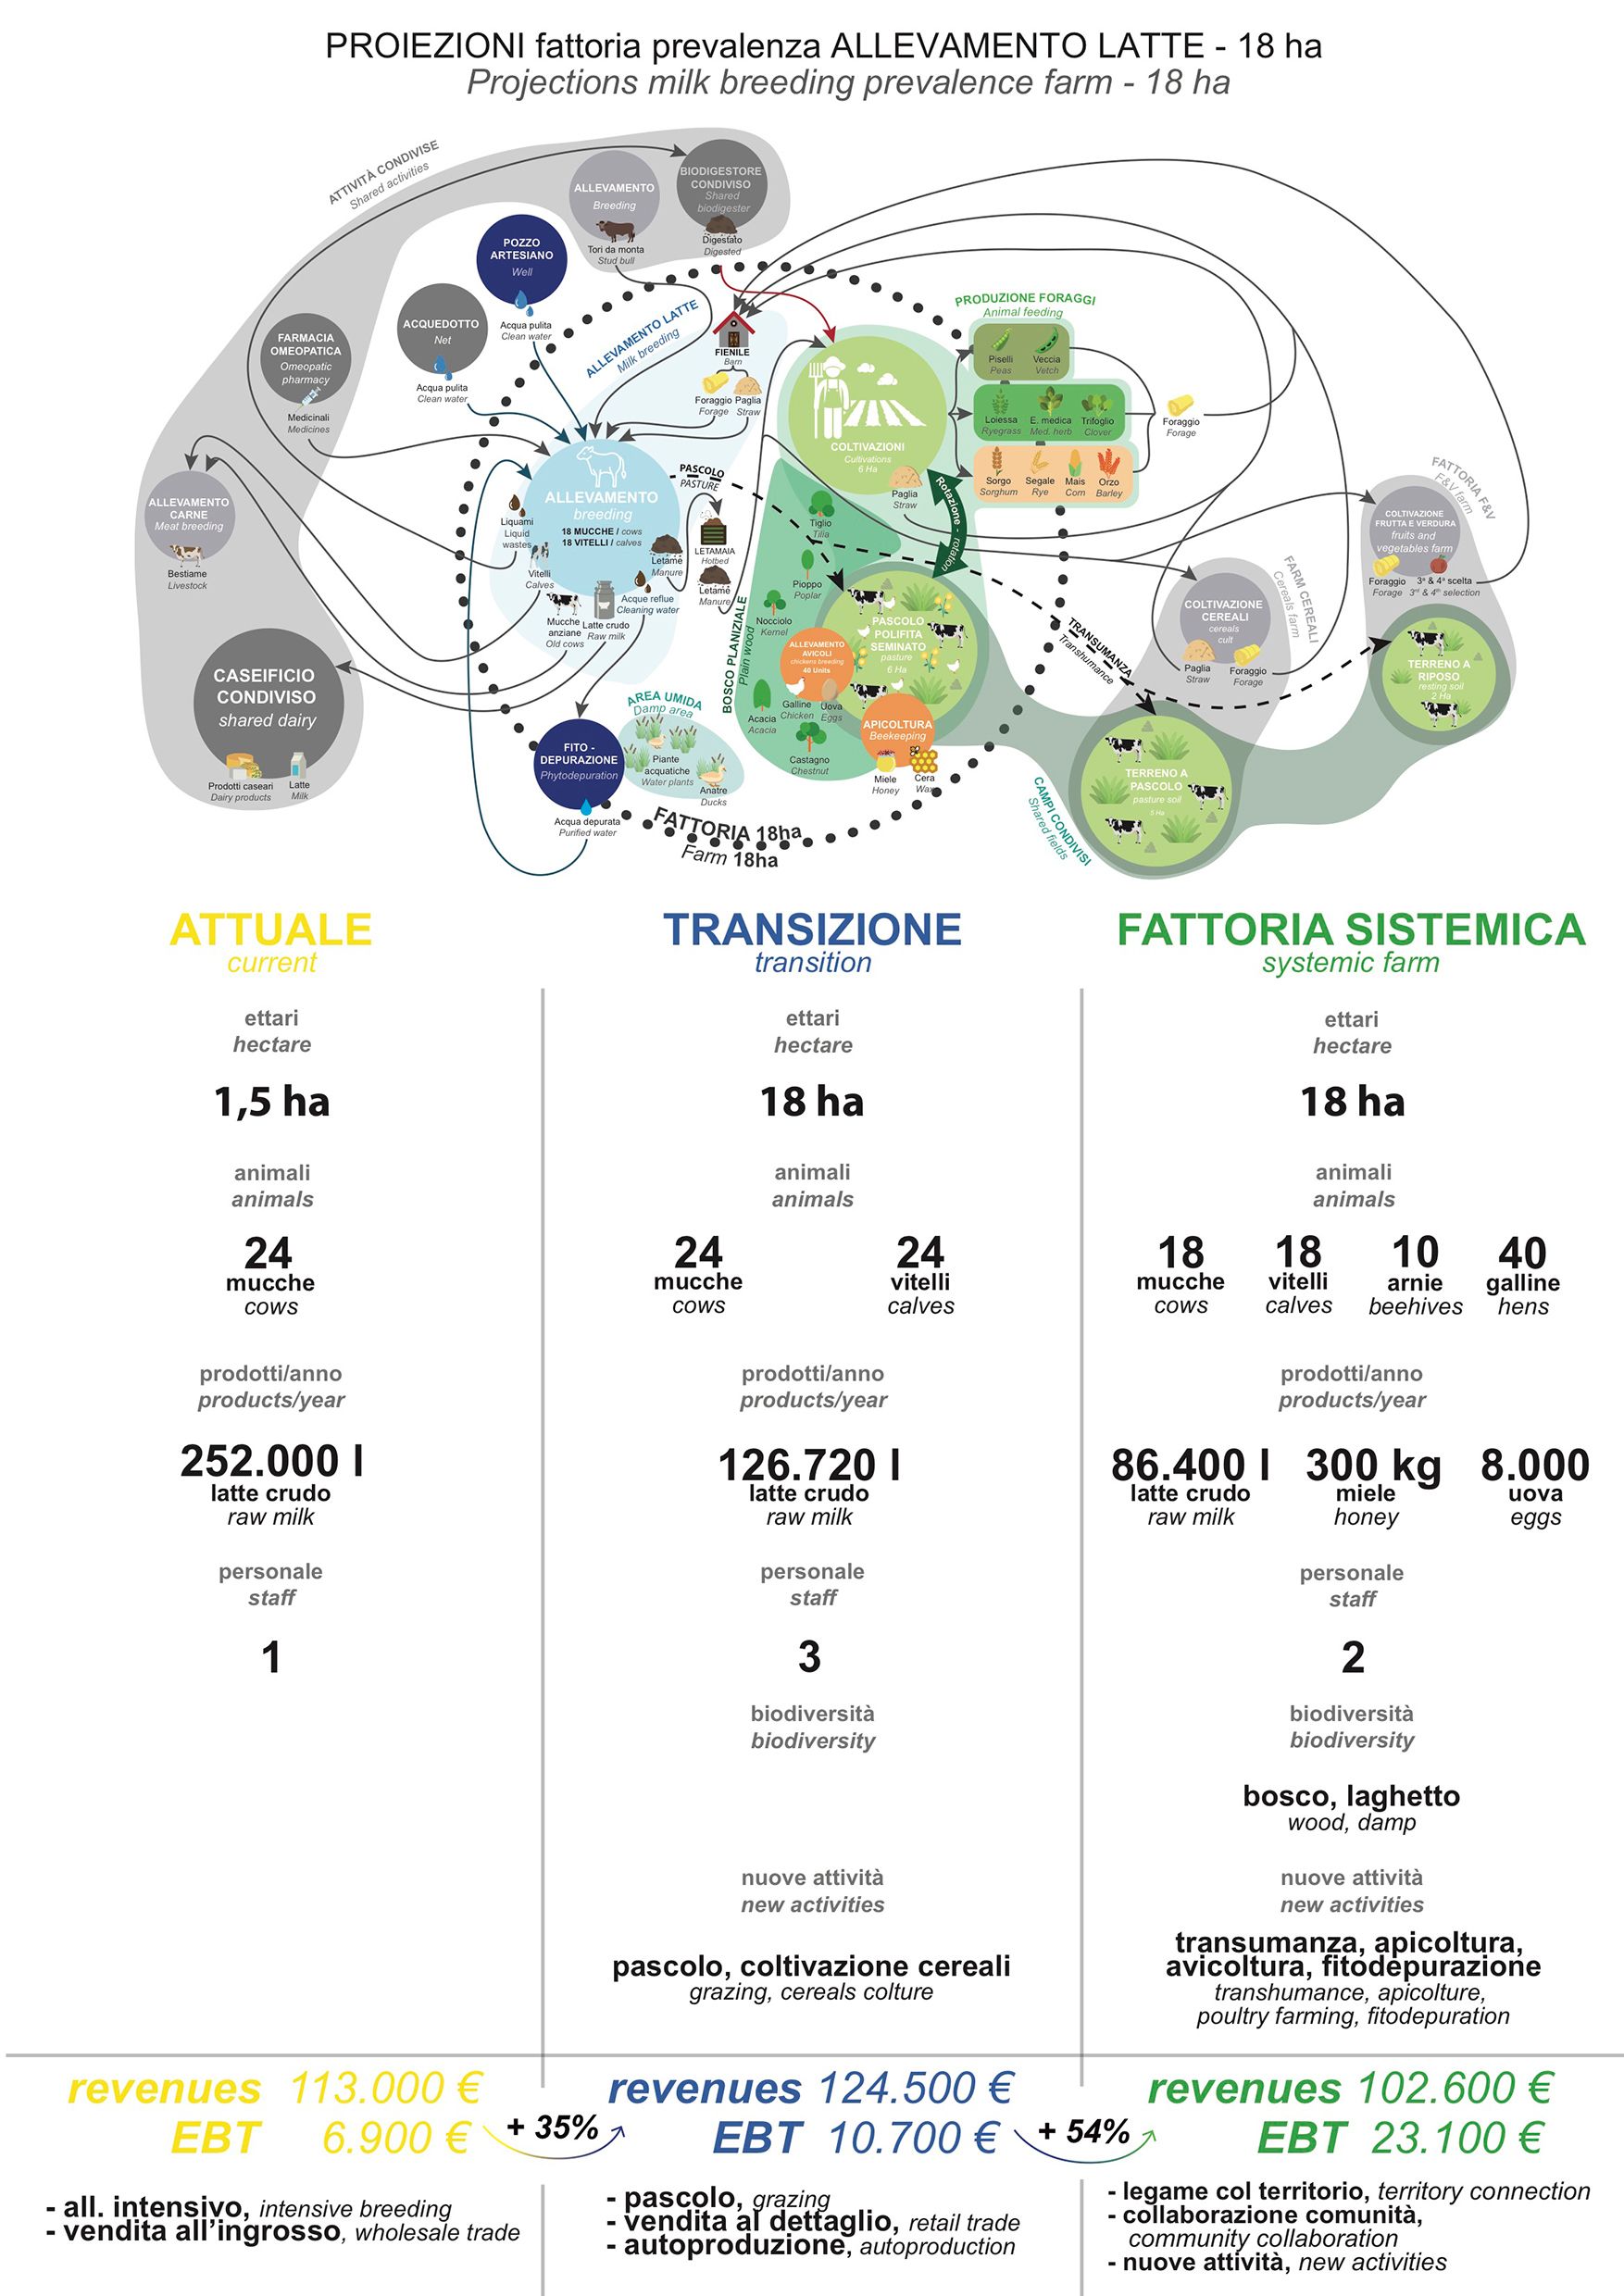 PROIEZIONI fattoria prevalenza ALLEVAMENTO LATTE - 18 ha
Projections milk breeding prevalence farm - 18 ha
ATTIVITÀ CONDIVISE
Shared activities
ALLEVAMENTO
Breeding
Tori da monta
Stud bull
BIODIGESTORE
CONDIVISO
Shared
biodigester
Digestato
Digested
POZZO
ARTESIANO
Well
Acqua pulita
Clean water
ACQUEDOTTO
Net
Acqua pulita
Clean water
FARMACIA
OMEOPATICA
Omeopatic
pharmacy
Medicinali
Medicines
ALLEVAMENTO LATTE
Milk breeding
FIENILE
Barn
Foraggio
Forage
Paglia
Straw
PRODUZIONE FORAGGI
Animal feeding
Piselli
Peas
Veccia
Vetch
Loiessa
Ryegrass
E. medica
Med. herb
Trifoglio
Clover
Sorgo
Sorghum
Segale
Rye
Mais
Corn
Orzo
Barley
Foraggio
Forage
COLTIVAZIONI
Cultivations
6 Ha
Paglia
Straw
Rotazione - rotation
ALLEVAMENTO
CARNE
Meat breeding
Bestiame
Livestock
ALLEVAMENTO
breeding
18 MUCCHE / cows
18 VITELLI / calves
Liquami
Liquid
wastes
Vitelli
Calves
Mucche
anziane
Old cows
Latte crudo
Raw milk
Acque reflue
Cleaning water
Letame
Manure
PASCOLO
PASTURE
LETAMAIA
Hotbed
Letame
Manure
BOSCO PLANIZIALE
Plain wood
Tiglio
Tilla
Pioppo
Poplar
Nocciolo
Kernel
Acacia
Acacia
Castagno
Chestnut
ALLEVAMENTO
AVICOLI
chickens breeding
40 Units
Galline
Chicken
Uova
Eggs
PASCOLO
POLIFITA
SEMINATO
pasture
6 Ha
APICOLTURA
Beekeeping
Miele
Honey
Cera
Wax
TRANSUMANZA
Transhumance
FATTORIA F&V
F&V farm
COLTIVAZIONE
FRUTTA E VERDURA
fruits and
vegetables farm
Foraggio
Forage
3ª & 4ª scelta
3rd & 4th selection
FARM CEREALI
Cereals farm
COLTIVAZIONE
CEREALI
cereals
cult
Paglia
Straw
Foraggio
Forage
TERRENO A
RIPOSO
resting soil
2 Ha
TERRENO A
PASCOLO
pasture soil
3 Ha
CAMPI CONDIVISI
Shared fields
CASEIFICIO
CONDIVISO
shared dairy
Prodotti caseari
Dairy products
Latte
Milk
FITO -
DEPURAZIONE
Phytodepuration
Acqua depurata
Purified water
AREA UMIDA
Damp area
Piante
acquatiche
Water plants
Anatre
Ducks
FATTORIA 18ha
Farm 18ha
ATTUALE
current
ettari
hectare
1,5 ha
animali
animals
24
mucche
cows
prodotti/anno
products/year
252.000 l
latte crudo
raw milk
personale
staff
1
revenues 113.000 €
EBT 6.900 €
- all. intensivo, intensive breeding
- vendita all'ingrosso, wholesale trade
+ 35%
TRANSIZIONE
transition
ettari
hectare
18 ha
animali
animals
24
mucche
cows
24
vitelli
calves
prodotti/anno
products/year
126.720 l
latte crudo
raw milk
personale
staff
3
biodiversità
biodiversity
nuove attività
new activities
pascolo, coltivazione cereali
grazing, cereals colture
revenues 124.500 €
EBT 10.700 €
- pascolo, grazing
- vendita al dettaglio, retail trade
- autoproduzione, autoproduction
+ 54%
FATTORIA SISTEMICA
systemic farm
ettari
hectare
18 ha
animali
animals
18
mucche
cows
18
vitelli
calves
10
arnie
beehives
40
galline
hens
prodotti/anno
products/year
86.400 l
latte crudo
raw milk
300 kg
miele
honey
8.000
uova
eggs
personale
staff
2
biodiversità
biodiversity
bosco, laghetto
wood, damp
nuove attività
new activities
transumanza, apicoltura,
avicoltura, fitodepurazione
transhumance, apicolture,
poultry farming, fitodepuration
revenues 102.600 €
EBT 23.100 €
- legame col territorio, territory connection
- collaborazione comunità,
community collaboration
- nuove attività, new activities